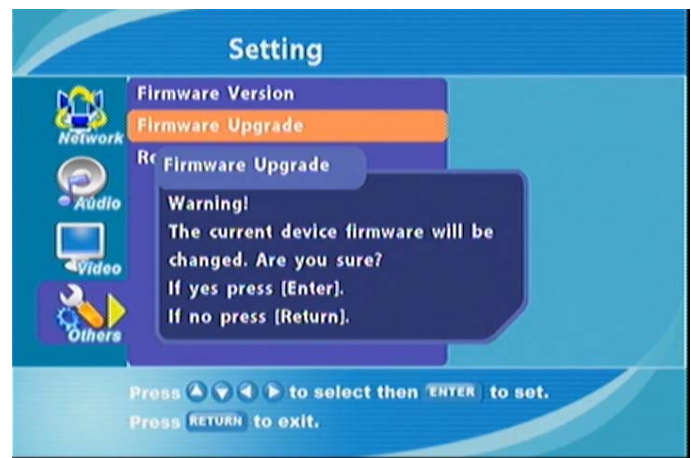 Setting
Network
Audio
Video
Others
Firmware Version
Firmware Upgrade
Re
Firmware Upgrade
Warning!
The current device firmware will be
changed. Are you sure?
If yes press [Enter].
If no press [Return].
Press to select then ENTER to set.
Press RETURN to exit.